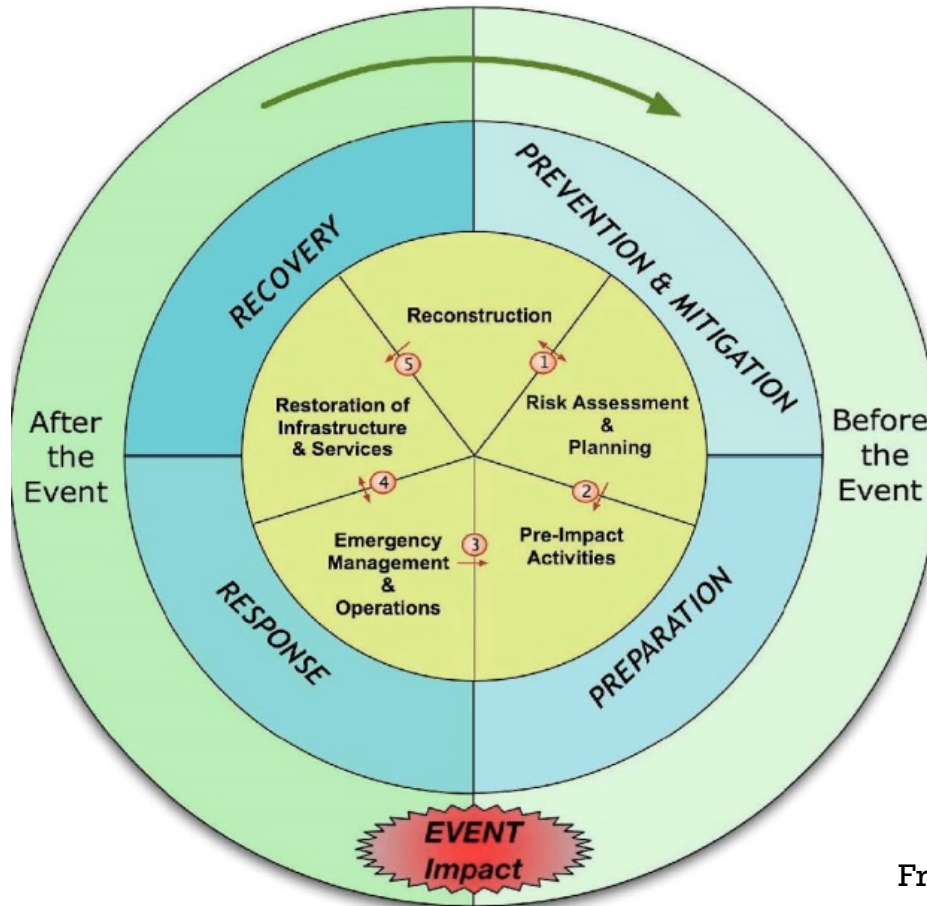 PREVENTION & MITIGATION
RECOVERY
Reconstruction
5
1
Restoration of
Infrastructure
& Services
Risk Assessment
&
Planning
After
the
Event
Before
the
Event
4
2
Emergency
Management
&
Operations
3
Pre-Impact
Activities
RESPONSE
PREPARATION
EVENT
Impact
Fr